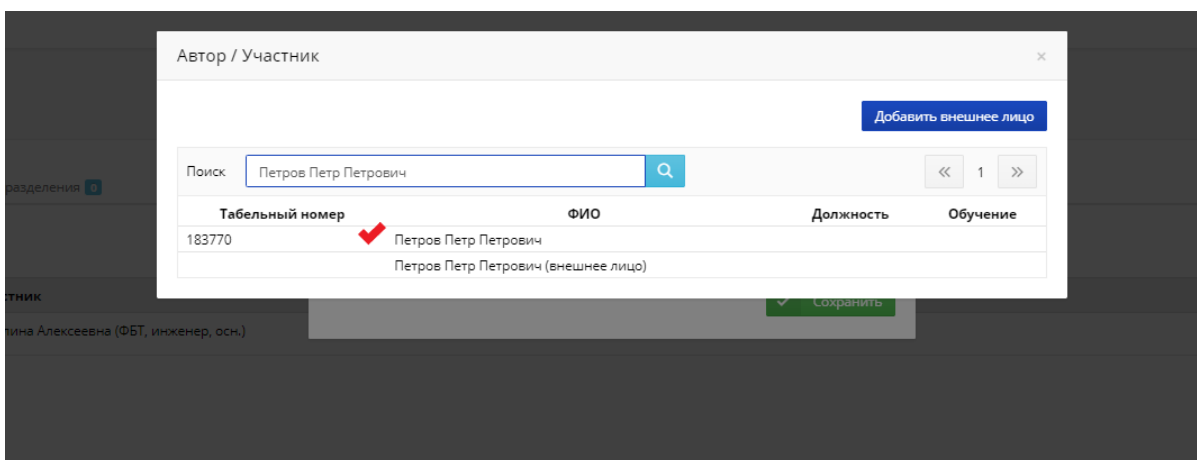 Автор / Участник ×
Добавить внешнее лицо
Поиск Петров Петр Петрович « 1 »
разделения 0
Табельный номер ФИО Должность Обучение
183770 Петров Петр Петрович
Петров Петр Петрович (внешнее лицо)
тник
Сохранить
лина Алексеевна (ФБТ, инженер, осн.)